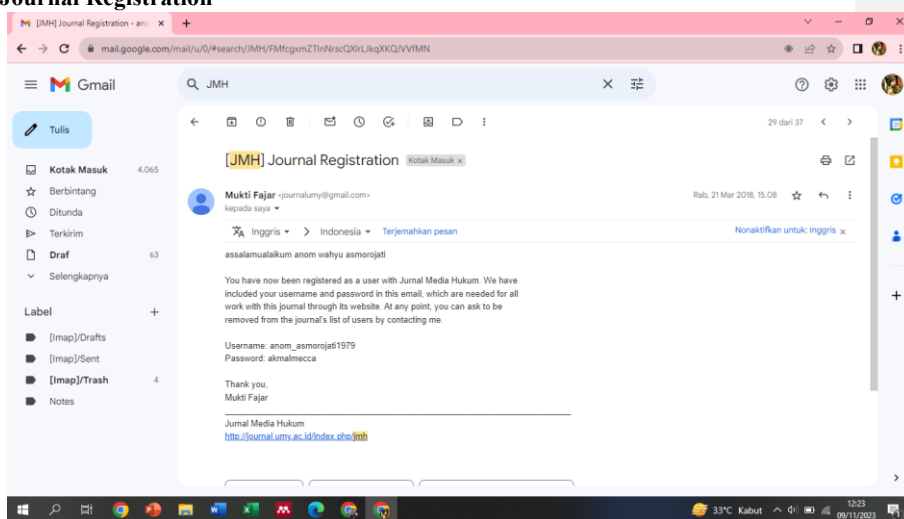 Journal Registration
[JMH] Journal Registration - ano
mail.google.com/mail/u/0/#search/JMH/FMfcgxmZTlnNrscQXlrLJkqXKQJVVfMN
Gmail
JMH
Tulis
29 dari 37
Kotak Masuk 4.065
Berbintang
Ditunda
Terkirim
Draf 63
Selengkapnya
Label
[Imap]/Drafts
[Imap]/Sent
[Imap]/Trash 4
Notes
[JMH] Journal Registration Kotak Masuk x
Mukti Fajar <journalumy@gmail.com> Rab, 21 Mar 2018, 15.08
kepada saya
Inggris > Indonesia Terjemahkan pesan Nonaktifkan untuk: Inggris x
assalamualaikum anom wahyu asmorojati
You have now been registered as a user with Jurnal Media Hukum. We have
included your username and password in this email, which are needed for all
work with this journal through its website. At any point, you can ask to be
removed from the journal's list of users by contacting me.
Username: anom_asmorojati1979
Password: akmalmecca
Thank you,
Mukti Fajar
Jurnal Media Hukum
http://journal.umy.ac.id/index.php/jmh
33°C Kabut
12:23
09/11/2023